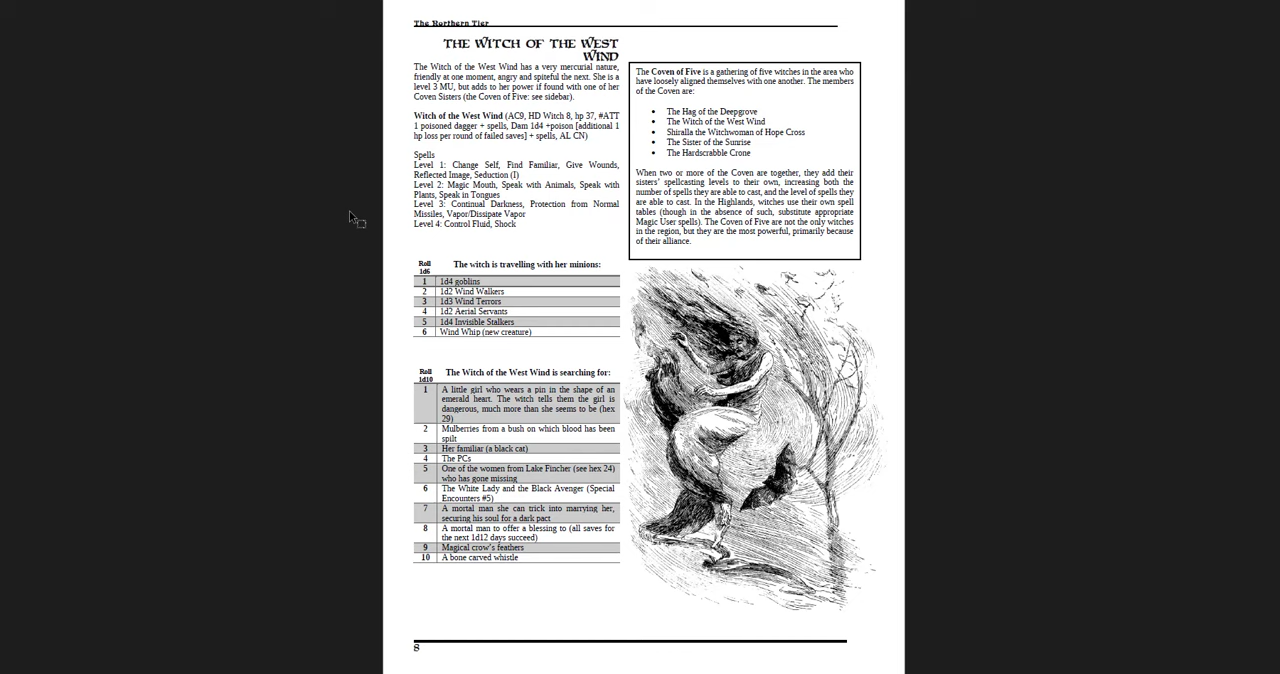 The Northern Tier
THE WITCH OF THE WEST
WIND
The Witch of the West Wind has a very mercurial nature,
friendly at one moment, angry and spiteful the next. She is a
level 3 MU, but adds to her power if found with one of her
Coven Sisters (the Coven of Five: see sidebar).
Witch of the West Wind (AC9, HD Witch 8, hp 37, #ATT
1 poisoned dagger + spells, Dam 1d4 +poison [additional 1
hp loss per round of failed saves] + spells, AL CN)
Spells
Level 1: Change Self, Find Familiar, Give Wounds,
Reflected Image, Seduction (I)
Level 2: Magic Mouth, Speak with Animals, Speak with
Plants, Speak in Tongues
Level 3: Continual Darkness, Protection from Normal
Missiles, Vapor/Dissipate Vapor
Level 4: Control Fluid, Shock
Roll
1d6
The witch is travelling with her minions:
1 1d4 goblins
2 1d2 Wind Walkers
3 1d3 Wind Terrors
4 1d2 Aerial Servants
5 1d4 Invisible Stalkers
6 Wind Whip (new creature)
Roll
1d10
The Witch of the West Wind is searching for:
1 A little girl who wears a pin in the shape of an
emerald heart. The witch tells them the girl is
dangerous, much more than she seems to be (hex
29)
2 Mulberries from a bush on which blood has been
spilt
3 Her familiar (a black cat)
4 The PCs
5 One of the women from Lake Fincher (see hex 24)
who has gone missing
6 The White Lady and the Black Avenger (Special
Encounters #5)
7 A mortal man she can trick into marrying her,
securing his soul for a dark pact
8 A mortal man to offer a blessing to (all saves for
the next 1d12 days succeed)
9 Magical crow's feathers
10 A bone carved whistle
The Coven of Five is a gathering of five witches in the area who
have loosely aligned themselves with one another. The members
of the Coven are:
• The Hag of the Deepgrove
• The Witch of the West Wind
• Shiralla the Witchwoman of Hope Cross
• The Sister of the Sunrise
• The Hardscrabble Crone
When two or more of the Coven are together, they add their
sisters' spellcasting levels to their own, increasing both the
number of spells they are able to cast, and the level of spells they
are able to cast. In the Highlands, witches use their own spell
tables (though in the absence of such, substitute appropriate
Magic User spells). The Coven of Five are not the only witches
in the region, but they are the most powerful, primarily because
of their alliance.
8